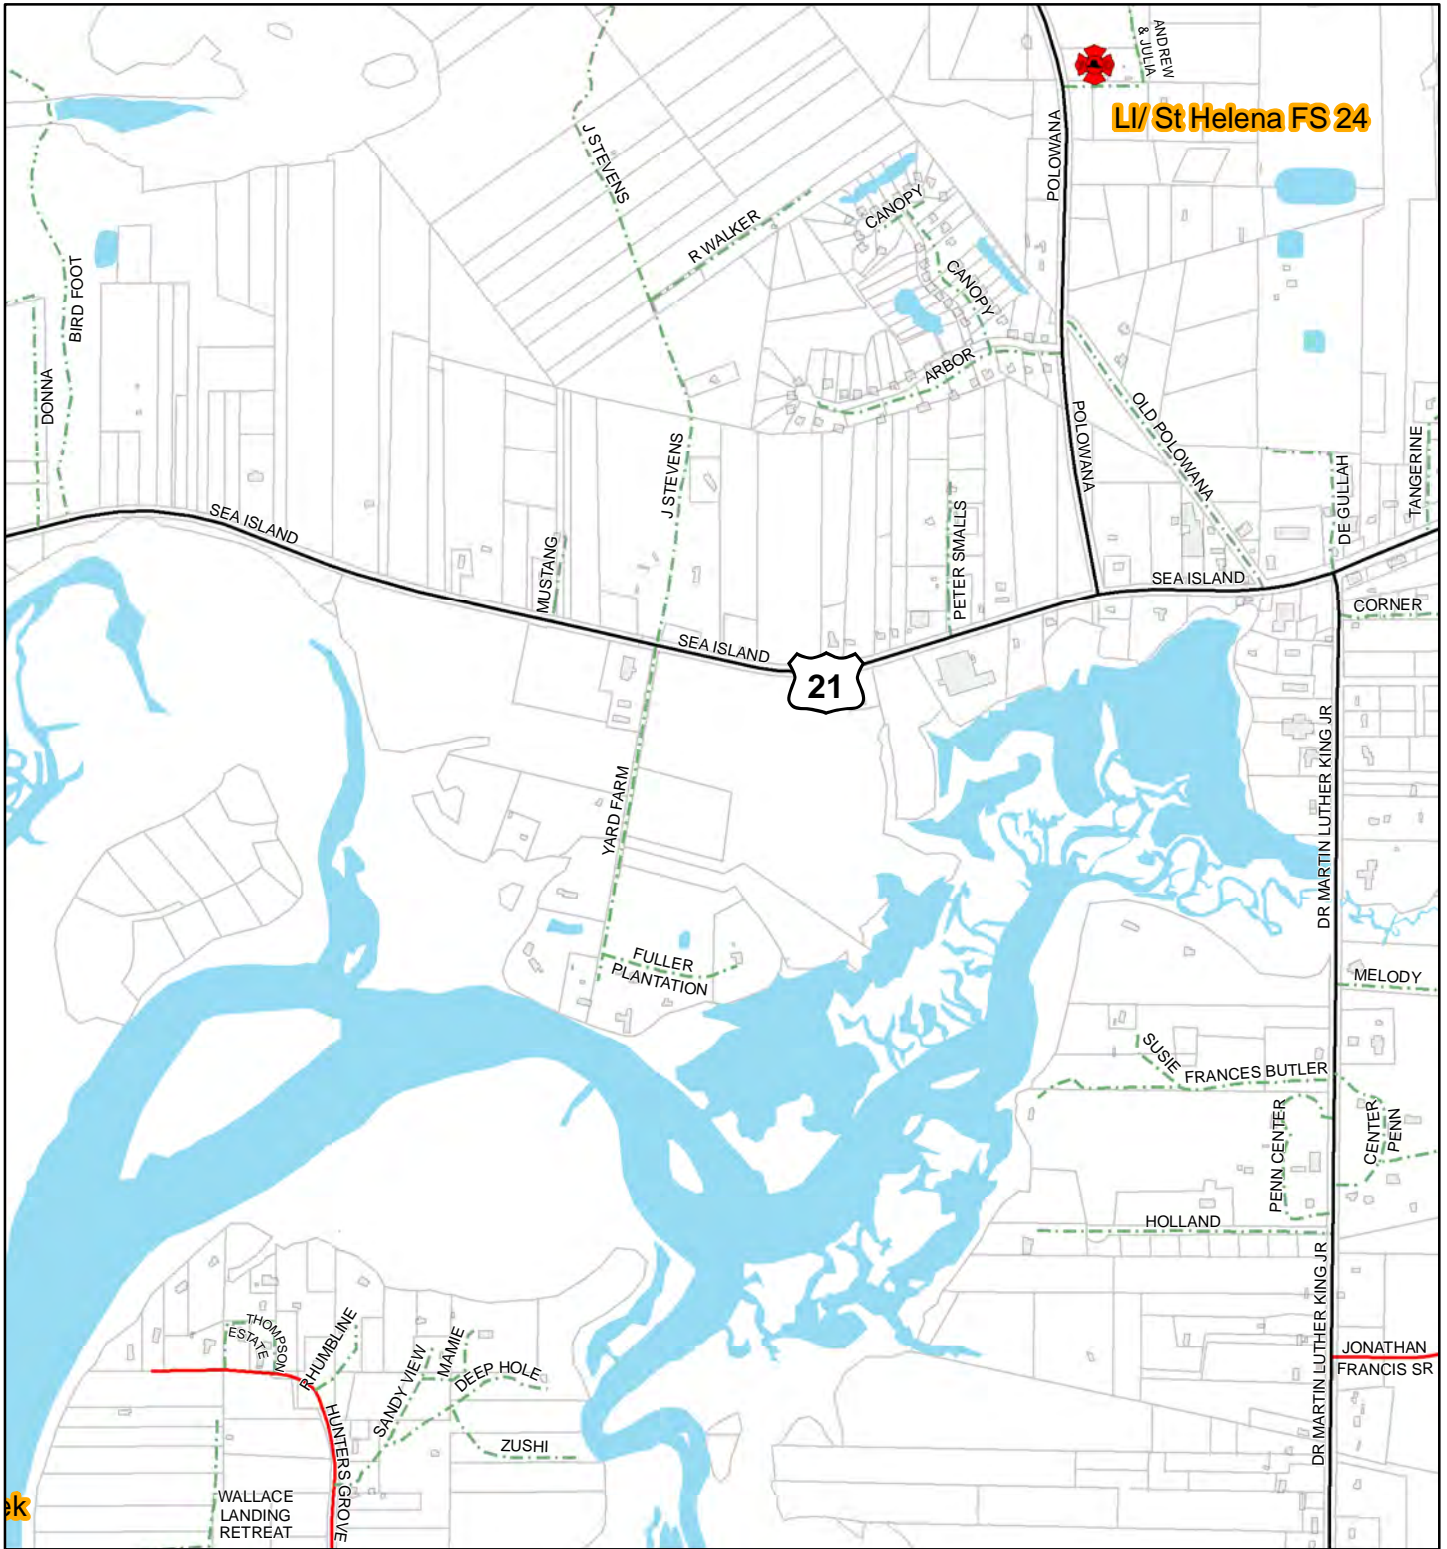 ANDREW
& JULIA
LI/ St Helena FS 24
POLOWANA
J STEVENS
R WALKER
CANOPY
CANOPY
BIRD FOOT
DONNA
ARBOR
POLOWANA
OLD POLOWANA
J STEVENS
DE GULLAH
TANGERINE
SEA ISLAND
MUSTANG
PETER SMALLS
SEA ISLAND
CORNER
SEA ISLAND
21
DR MARTIN LUTHER KING JR
YARD FARM
FULLER
PLANTATION
MELODY
SUSIE
FRANCES BUTLER
PENN CENTER
CENTER
PENN
HOLLAND
DR MARTIN LUTHER KING JR
THOMPSON
ESTATE
RHUMBLINE
SANDY VIEW
MAMIE
DEEP HOLE
JONATHAN
FRANCIS SR
HUNTERS GROVE
ZUSHI
WALLACE
LANDING
RETREAT
ek